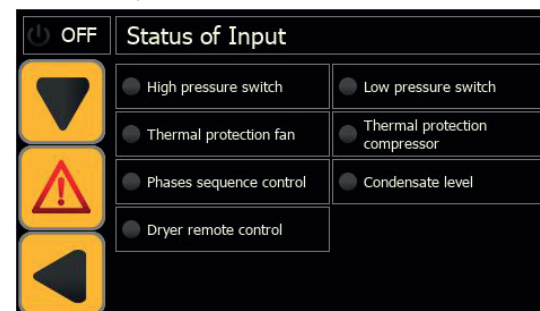 OFF
Status of Input
High pressure switch
Low pressure switch
Thermal protection fan
Thermal protection
compressor
Phases sequence control
Condensate level
Dryer remote control